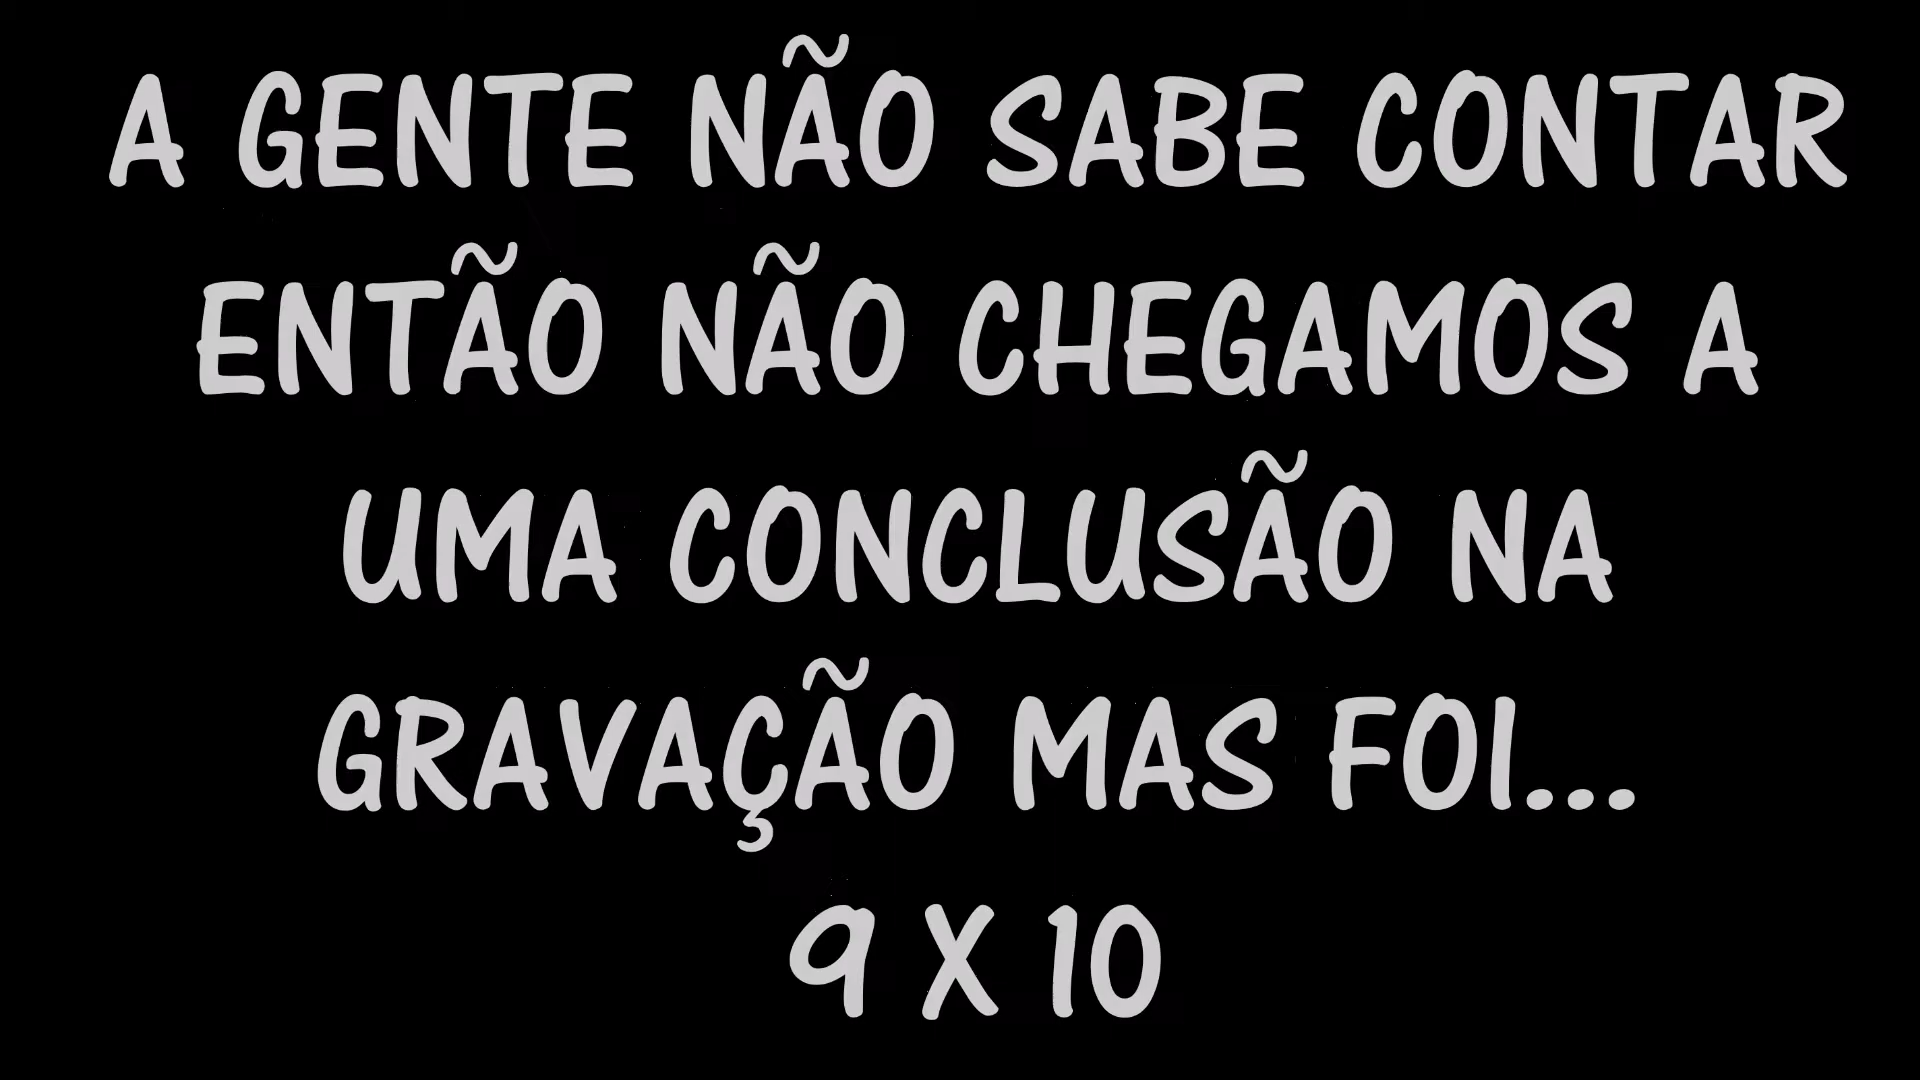 A GENTE NÃO SABE CONTAR
ENTÃO NÃO CHEGAMOS A
UMA CONCLUSÃO NA
GRAVAÇÃO MAS FOI...
9 X 10